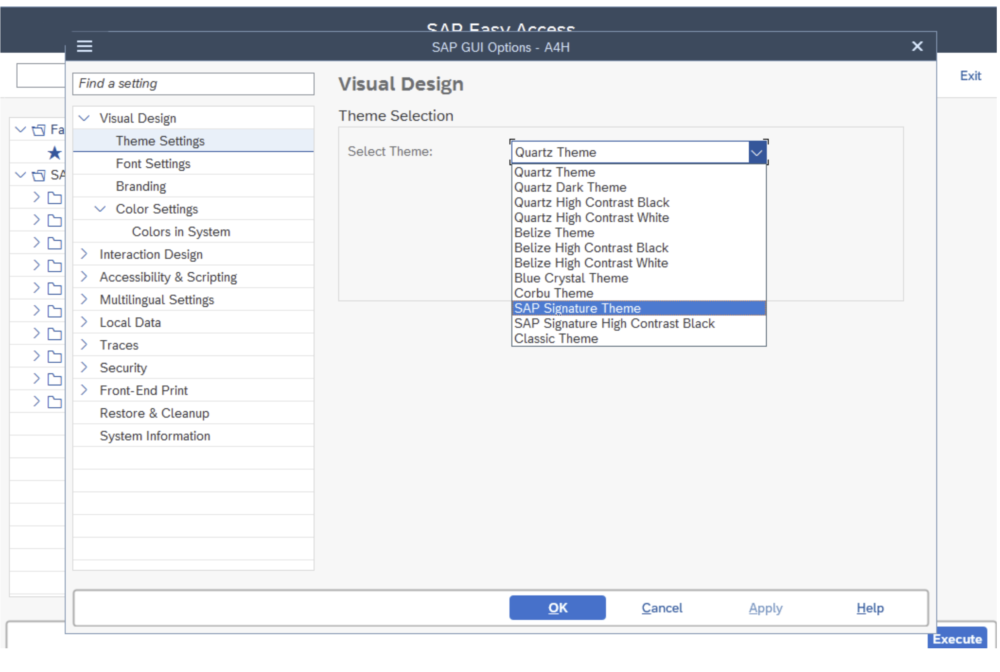 SAP Easy Access
SAP GUI Options - A4H
Exit
Find a setting
Visual Design
Theme Settings
Font Settings
Branding
Color Settings
Colors in System
Interaction Design
Accessibility & Scripting
Multilingual Settings
Local Data
Traces
Security
Front-End Print
Restore & Cleanup
System Information
Fa
SA
Visual Design
Theme Selection
Select Theme:
Quartz Theme
Quartz Theme
Quartz Dark Theme
Quartz High Contrast Black
Quartz High Contrast White
Belize Theme
Belize High Contrast Black
Belize High Contrast White
Blue Crystal Theme
Corbu Theme
SAP Signature Theme
SAP Signature High Contrast Black
Classic Theme
OK
Cancel
Apply
Help
Execute